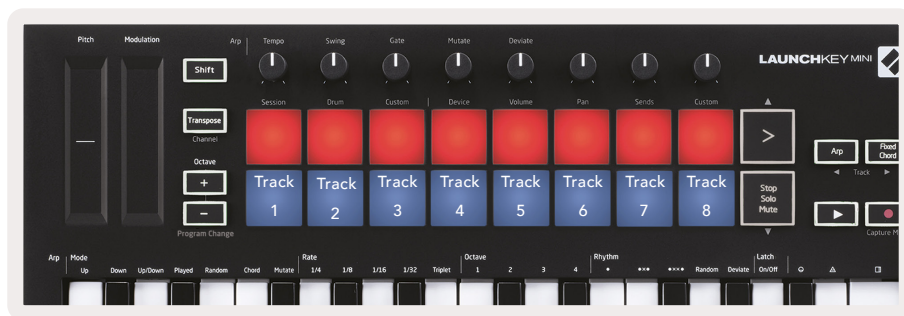 Pitch Modulation Arp Tempo Swing Gate Mutate Deviate
LAUNCHKEY MINI
Shift
Session Drum Custom Device Volume Pan Sends Custom
Transpose
Channel
>
Arp
Fixed
Chord
Track
Octave
+
−
Program Change
Track 1
Track 2
Track 3
Track 4
Track 5
Track 6
Track 7
Track 8
Stop
Solo
Mute
Capture M
Arp Mode Rate Octave Rhythm Latch
Up Down Up/Down Played Random Chord Mutate 1/4 1/8 1/16 1/32 Triplet 1 2 3 4 Random Deviate On/Off